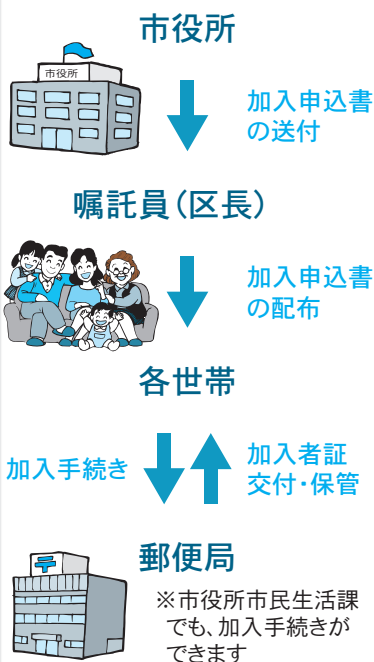 市役所
市役所
加入申込書
の送付
嘱託員（区長）
加入申込書
の配布
各世帯
加入手続き
加入者証
交付・保管
郵便局
〒
※市役所市民生活課
でも、加入手続きが
できます